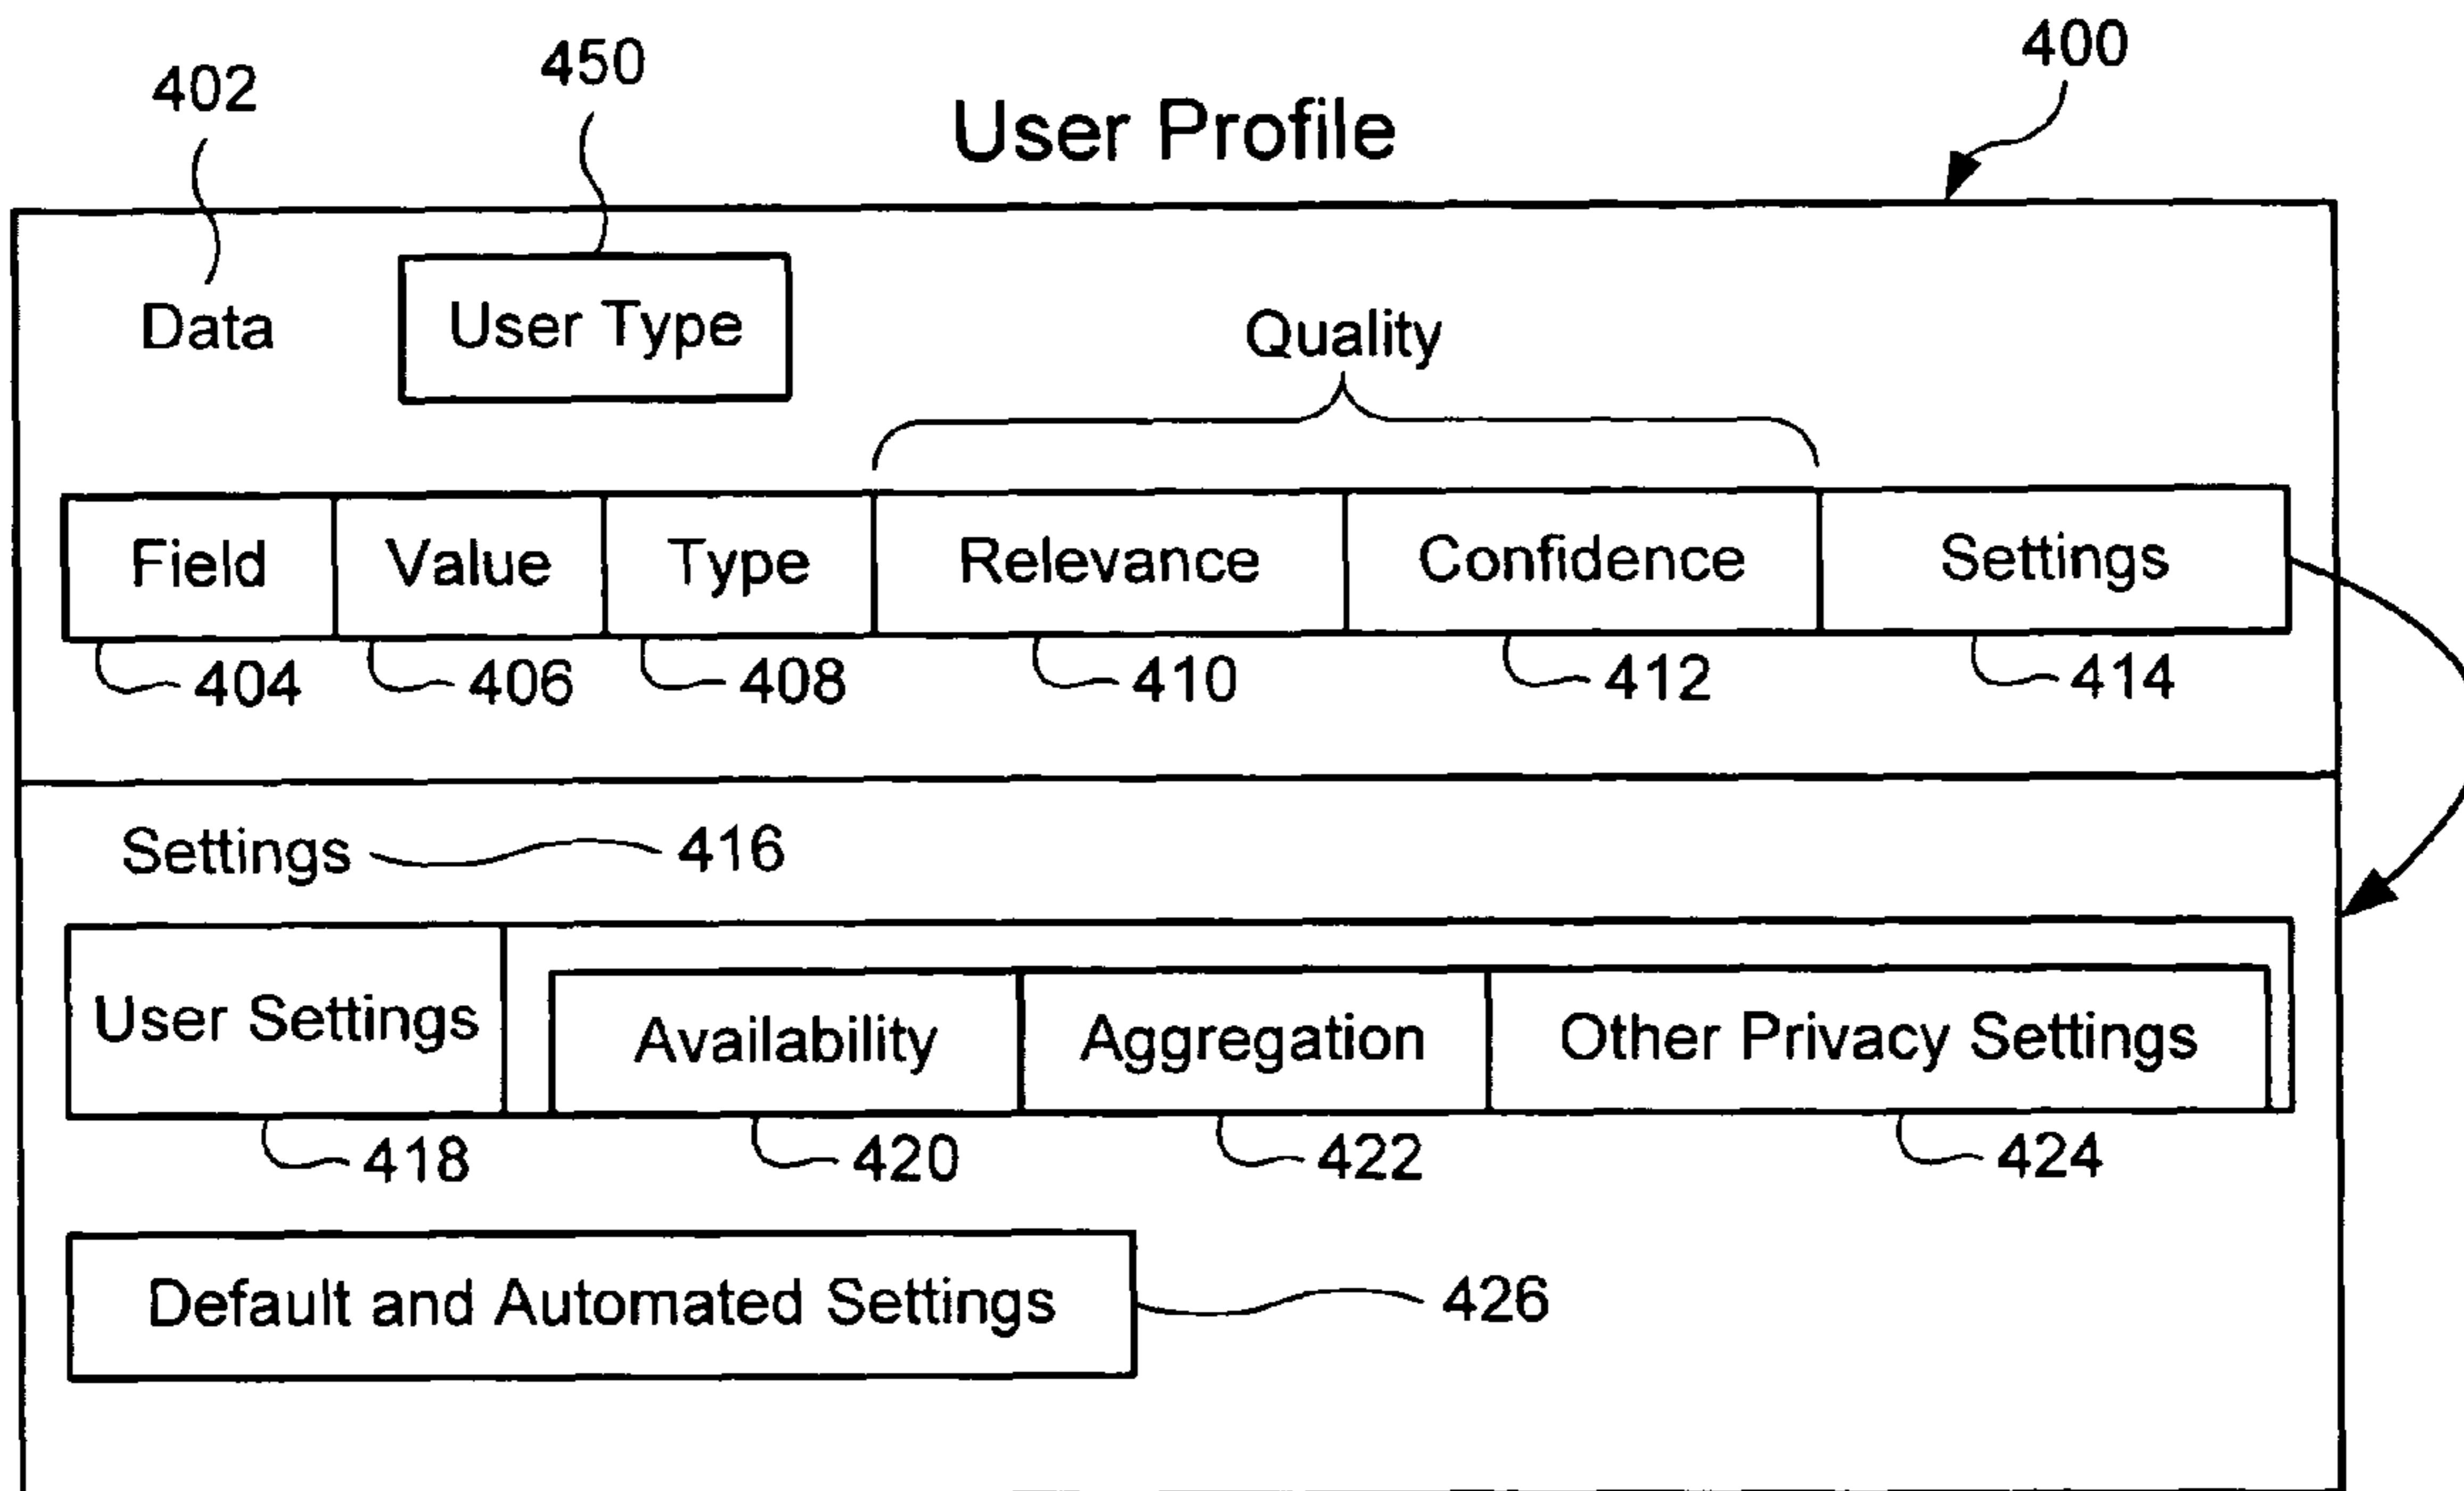 400
450
402
User Profile
Data
User Type
Quality
Field Value Type Relevance Confidence Settings
404 406 408 410 412 414
Settings 416
User Settings Availability Aggregation Other Privacy Settings
418 420 422 424
Default and Automated Settings 426